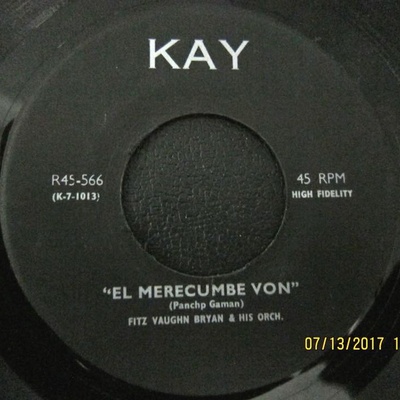 KAY
R45-566 45 RPM
(K-7-1013) HIGH FIDELITY
"EL MERECUMBE VON"
(Panchp Gaman)
FITZ VAUGHN BRYAN & HIS ORCH.
07/13/2017 1